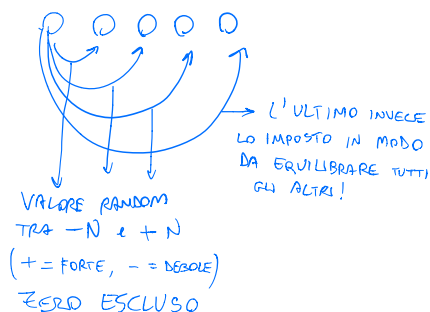 L'ULTIMO INVECE
LO IMPOSTO IN MODO
DA EQUILIBRARE TUTTI
GLI ALTRI!
VALORE RANDOM
TRA -N e +N
(+ = FORTE, - = DEBOLE)
ZERO ESCLUSO